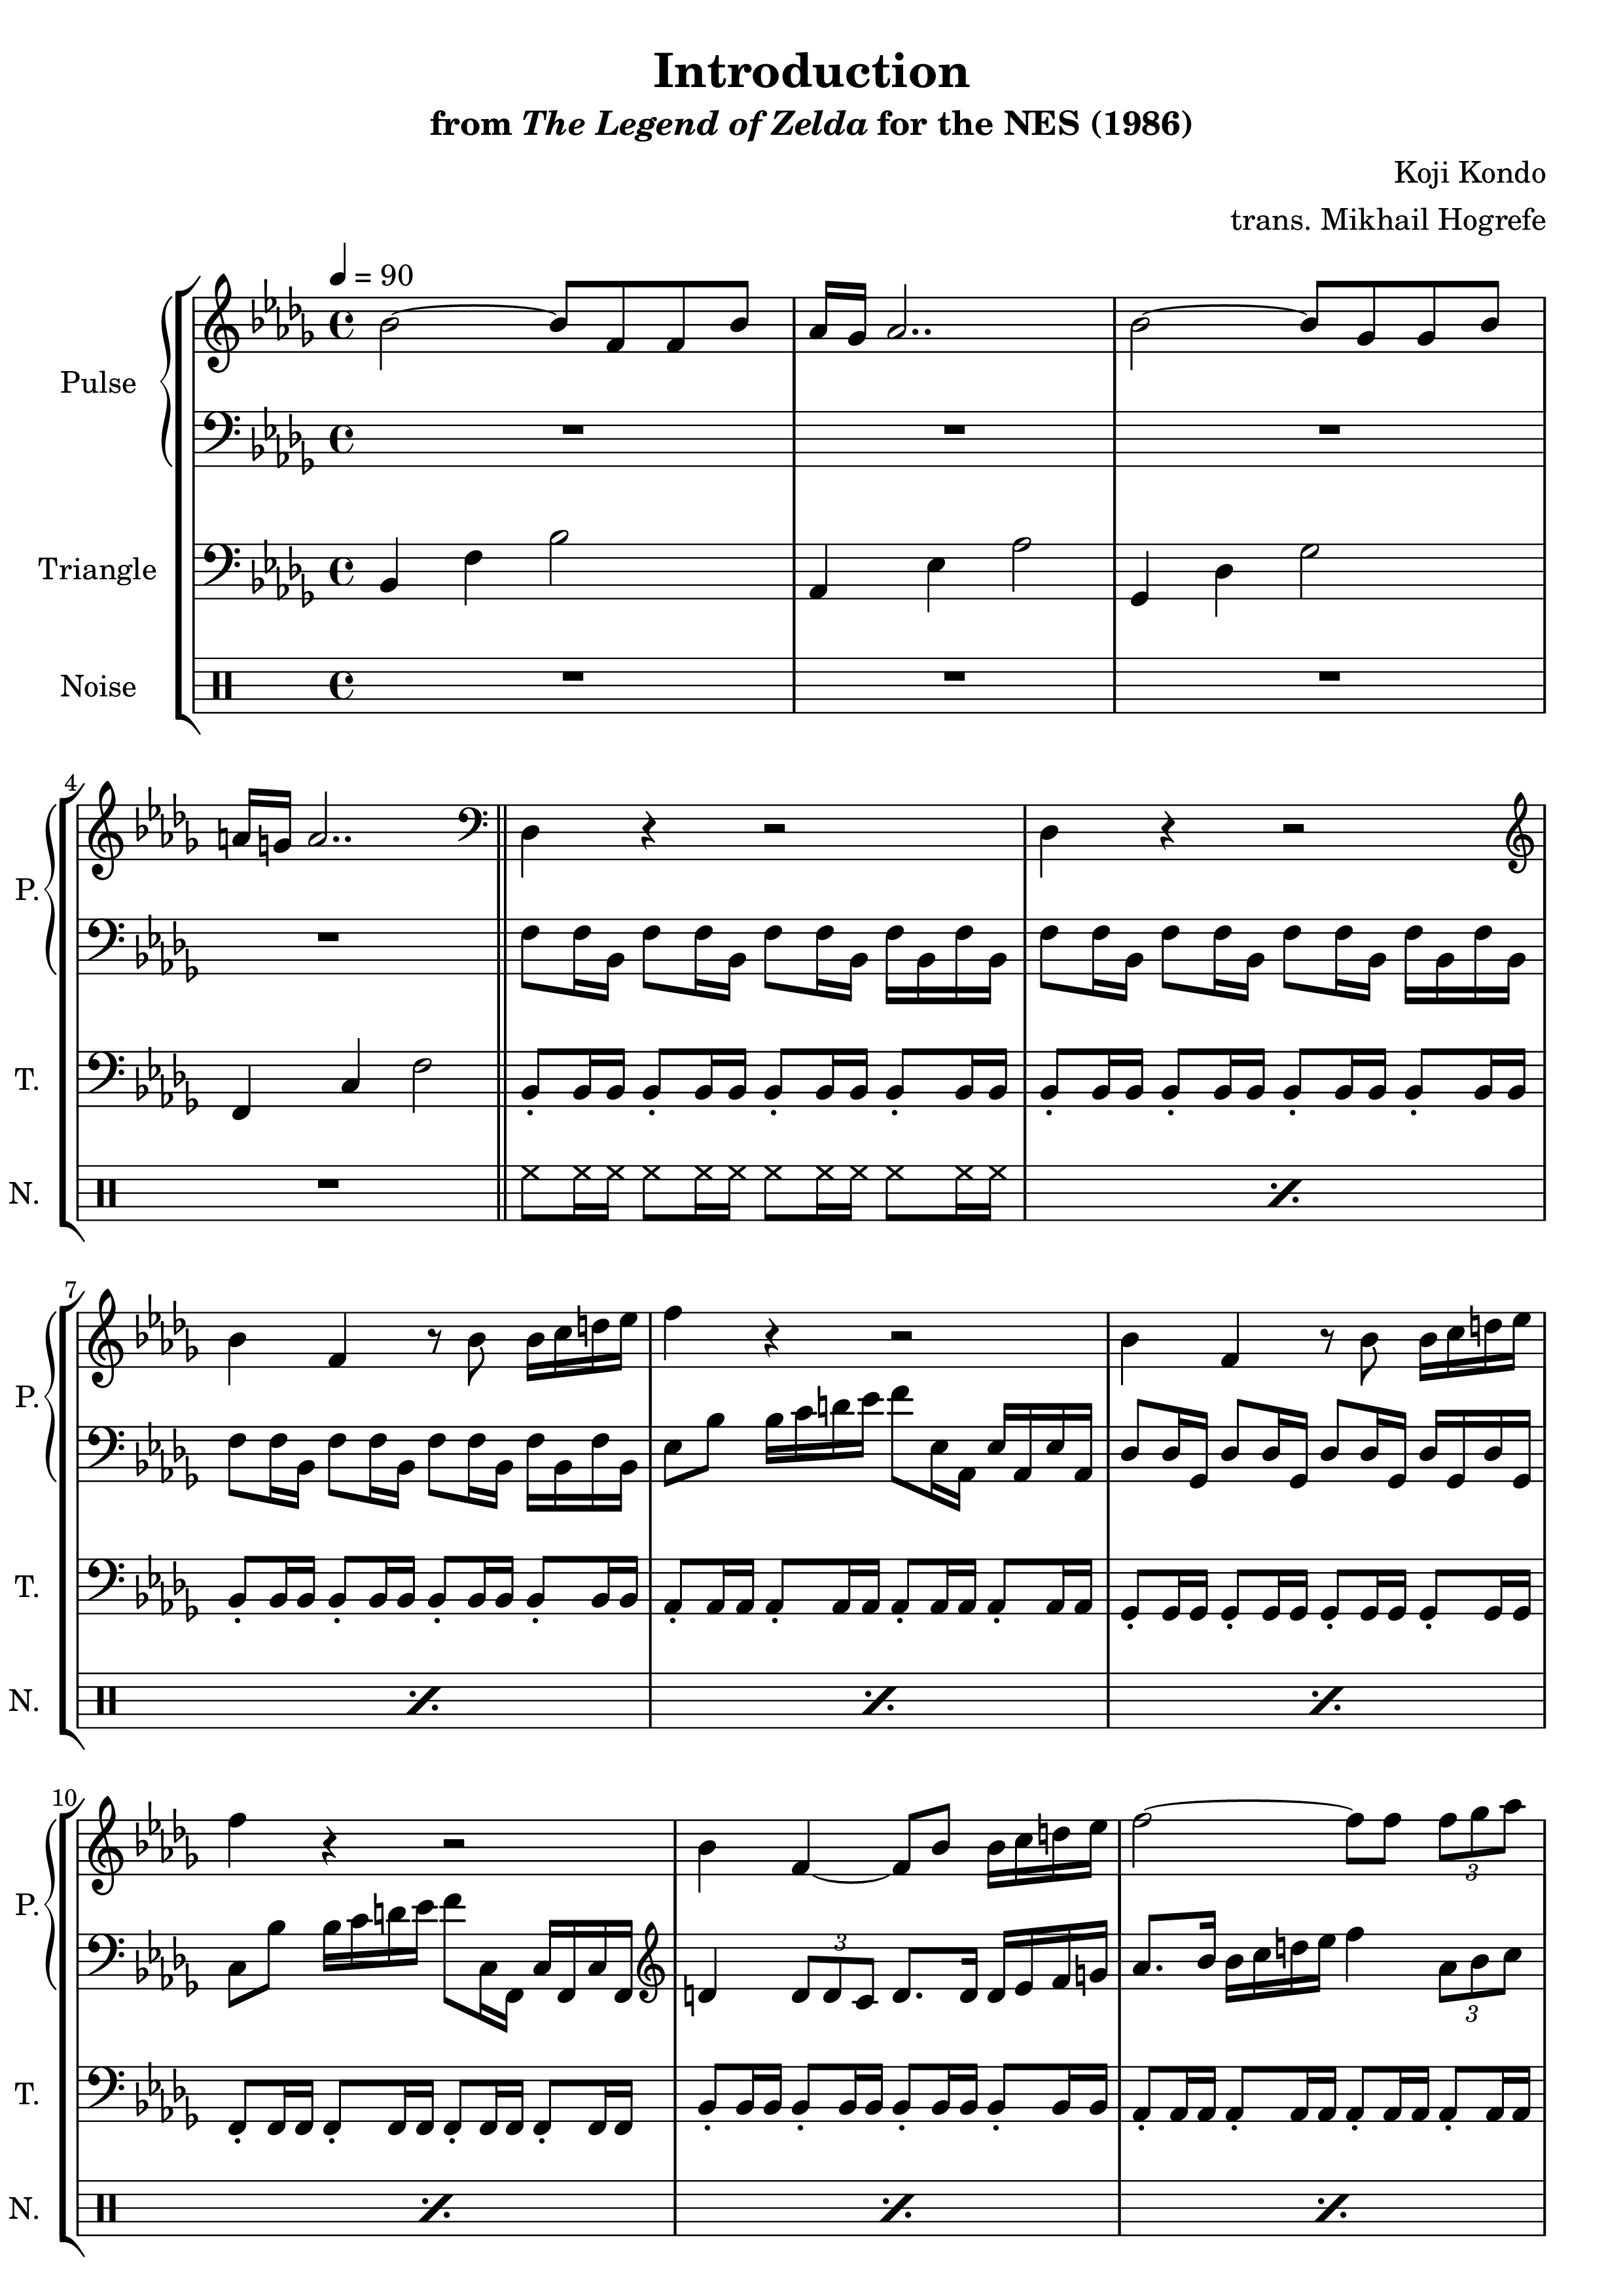 Introduction
from The Legend of Zelda for the NES (1986)
Koji Kondo
trans. Mikhail Hogrefe
= 90
Pulse
Triangle
Noise
4
P.
T.
N.
7
P.
T.
N.
10
3
3
P.
3
T.
N.